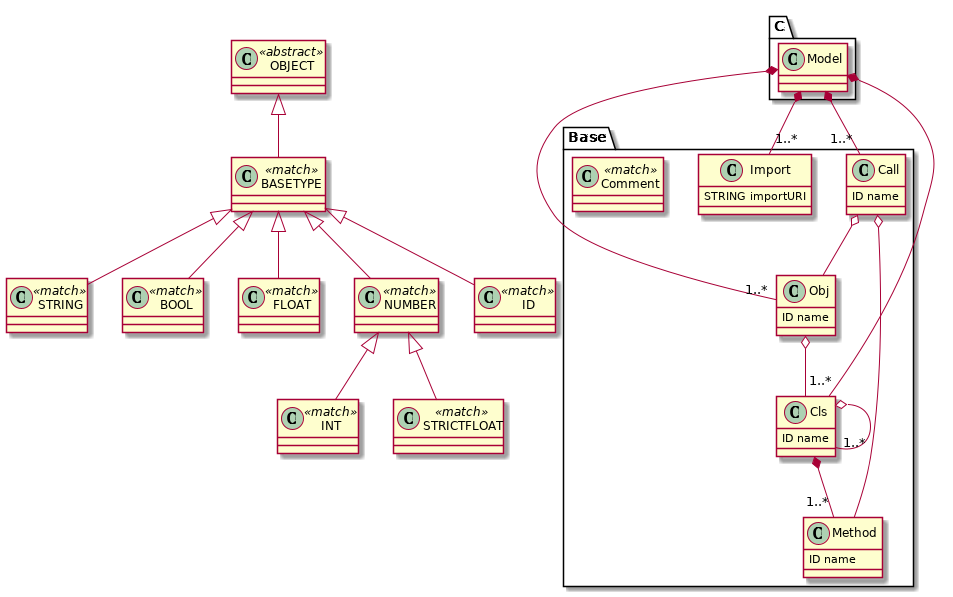 C «abstract» OBJECT
C «match» BASETYPE
C «match» STRING
C «match» BOOL
C «match» FLOAT
C «match» NUMBER
C «match» ID
C «match» INT
C «match» STRICTFLOAT
C
C Model
1..*
1..*
Base
C «match» Comment
C Import
STRING importURI
C Call
ID name
1..*
C Obj
ID name
1..*
C Cls
ID name
1..*
1..*
C Method
ID name